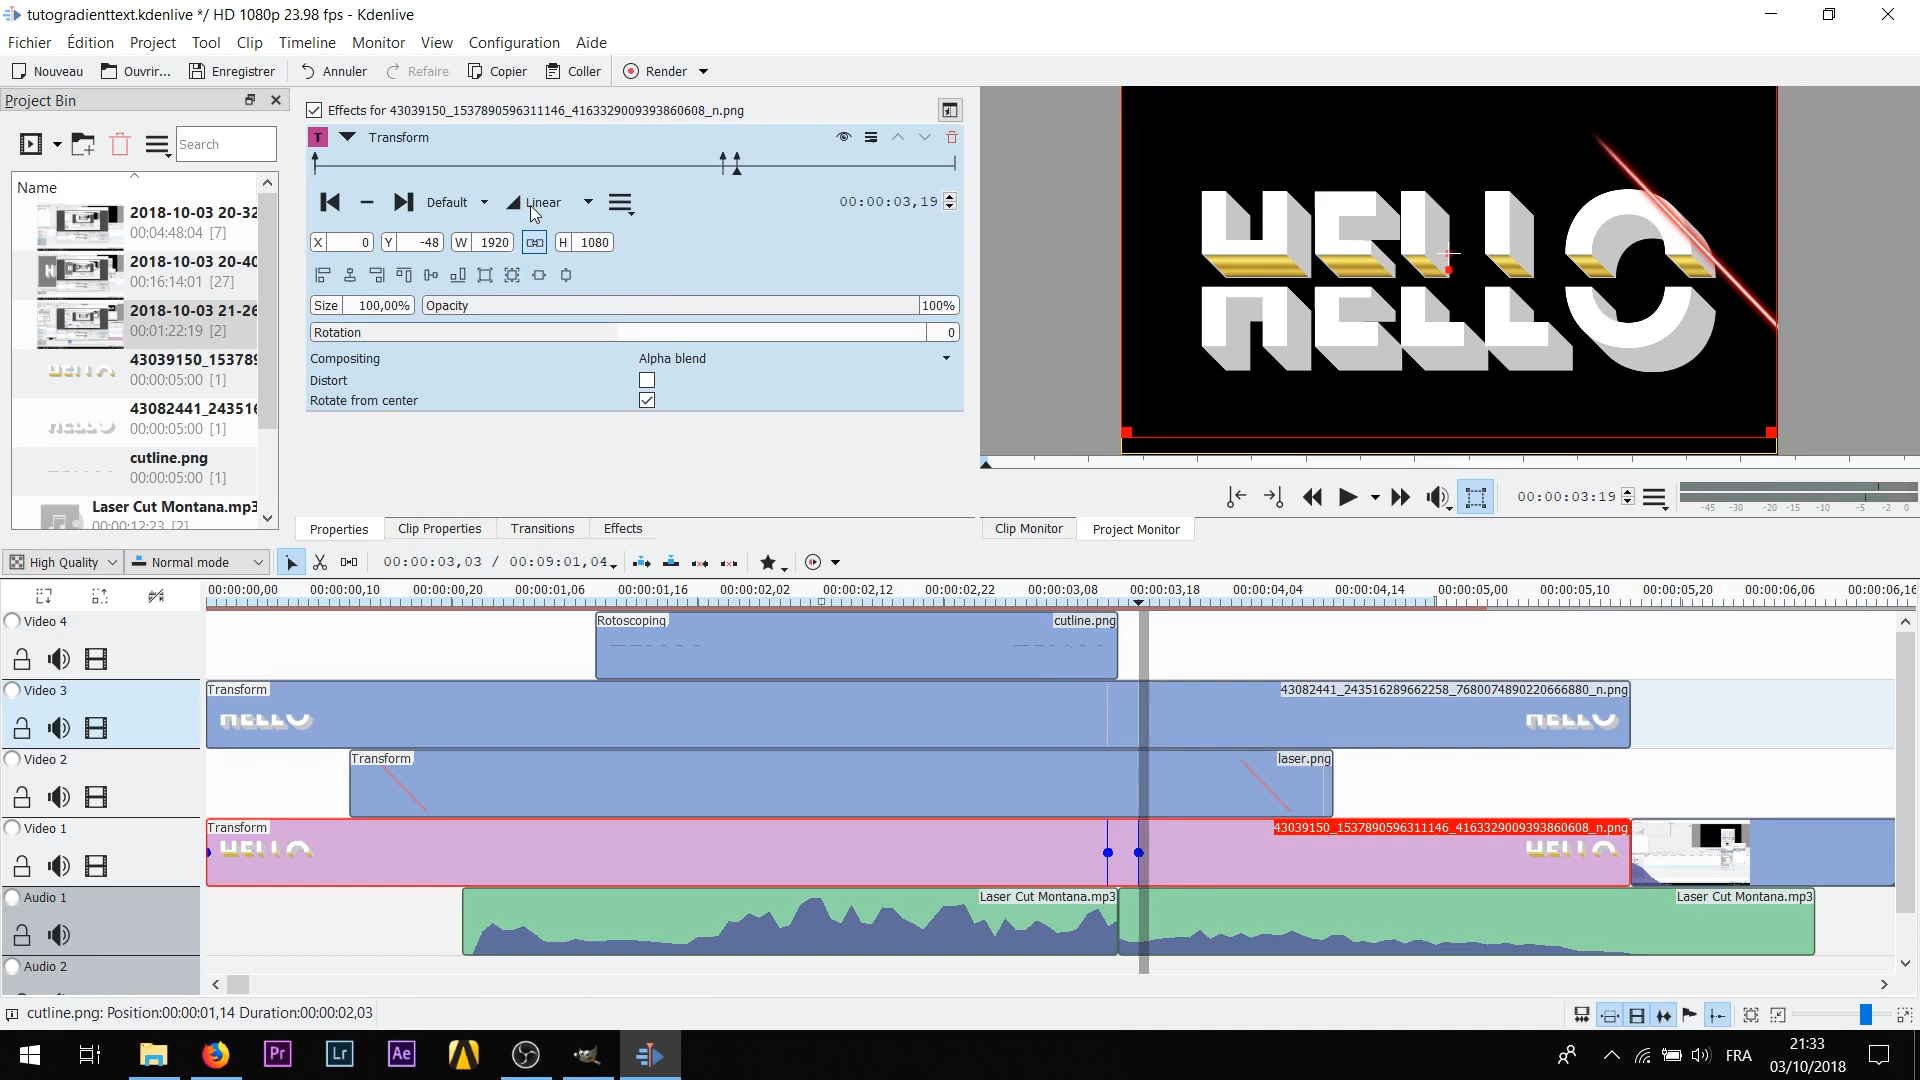 tutogradienttext.kdenlive */ HD 1080p 23.98 fps - Kdenlive
Fichier Édition Project Tool Clip Timeline Monitor View Configuration Aide
Nouveau Ouvrir... Enregistrer Annuler Refaire Copier Coller Render
Project Bin
Search
Name
2018-10-03 20-32
00:04:48:04 [7]
2018-10-03 20-40
00:16:14:01 [27]
2018-10-03 21-26
00:01:22:19 [2]
43039150_153789
00:00:05:00 [1]
43082441_243516
00:00:05:00 [1]
cutline.png
00:00:05:00 [1]
Laser Cut Montana.mp3
00:00:12:23 [2]
Effects for 43039150_1537890596311146_4163329009393860608_n.png
T Transform
Default Linear 00:00:03,19
X 0 Y -48 W 1920 H 1080
Size 100,00% Opacity 100%
Rotation 0
Compositing Alpha blend
Distort
Rotate from center
Properties Clip Properties Transitions Effects
HELLO
00:00:03:19
-45 -30 -20 -15 -10 -5 -2 0
Clip Monitor Project Monitor
High Quality Normal mode 00:00:03,03 / 00:09:01,04
00:00:00,00 00:00:00,10 00:00:00,20 00:00:01,06 00:00:01,16 00:00:02,02 00:00:02,12 00:00:02,22 00:00:03,08 00:00:03,18 00:00:04,04 00:00:04,14 00:00:05,00 00:00:05,10 00:00:05,20 00:00:06,06 00:00:06,16
Video 4
Rotoscoping cutline.png
Video 3
Transform 43082441_243516289662258_7680074890220666880_n.png
HELLO HELLO
Video 2
Transform laser.png
Video 1
Transform 43039150_1537890596311146_4163329009393860608_n.png
HELLO HELLO
Audio 1
Laser Cut Montana.mp3 Laser Cut Montana.mp3
Audio 2
cutline.png: Position:00:00:01,14 Duration:00:00:02,03
Pr Lr Ae
FRA
21:33
03/10/2018